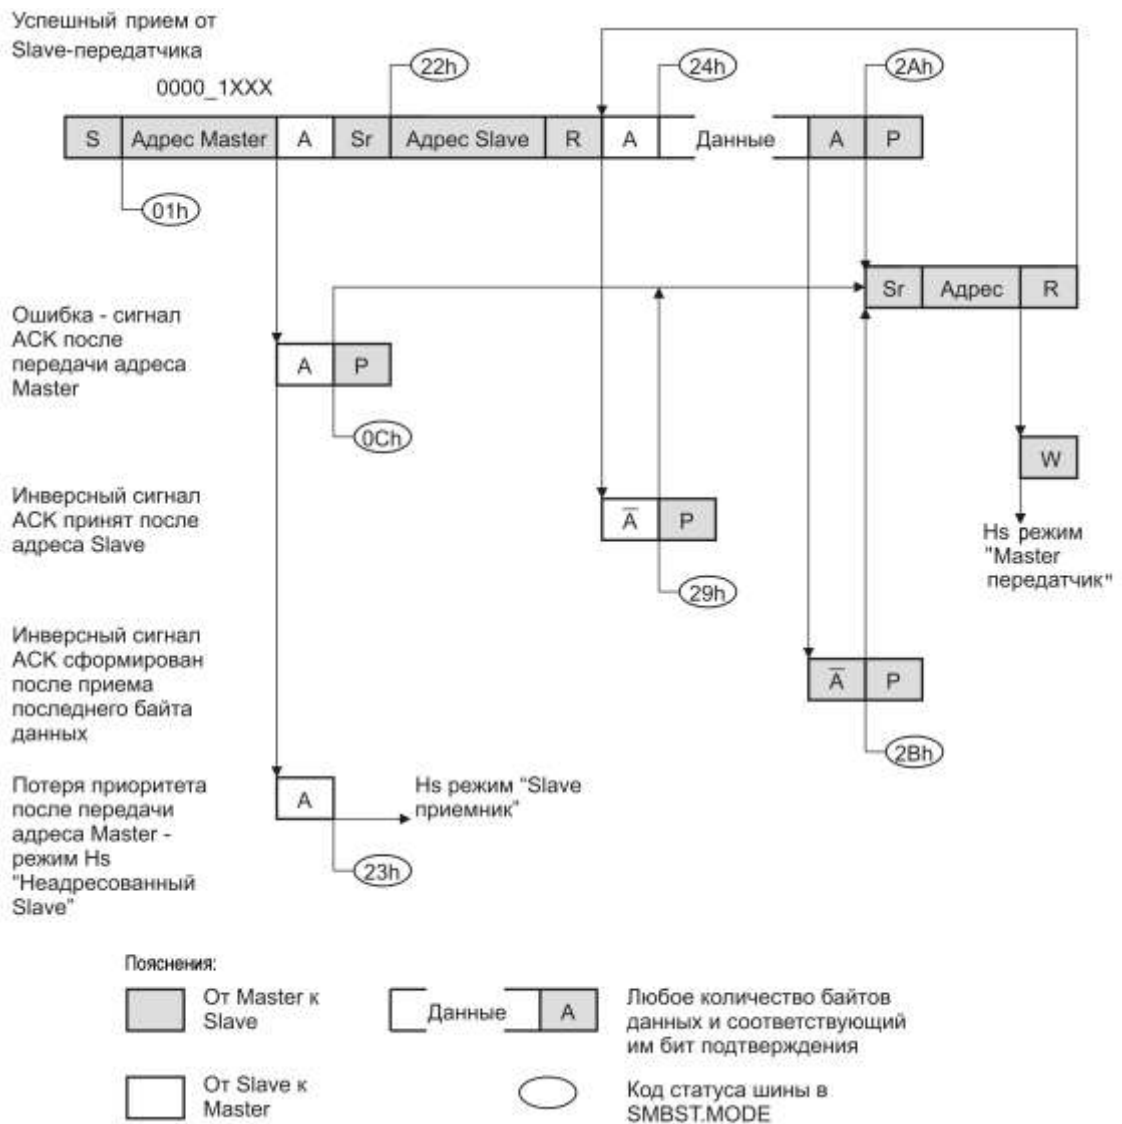 Успешный прием от
Slave-передатчика
0000_1XXX
22h
24h
2Ah
S
Адрес Master
A
Sr
Адрес Slave
R
A
Данные
A
P
01h
Sr
Адрес
R
Ошибка - сигнал
ACK после
передачи адреса
Master
A
P
0Ch
W
Инверсный сигнал
ACK принят после
адреса Slave
A̅
P
Hs режим
"Master
передатчик"
29h
Инверсный сигнал
ACK сформирован
после приема
последнего байта
данных
A̅
P
2Bh
Потеря приоритета
после передачи
адреса Master -
режим Hs
"Неадресованный
Slave"
A
Hs режим "Slave
приемник"
23h
Пояснения:
От Master к
Slave
Данные
A
Любое количество байтов
данных и соответствующий
им бит подтверждения
От Slave к
Master
Код статуса шины в
SMBST.MODE